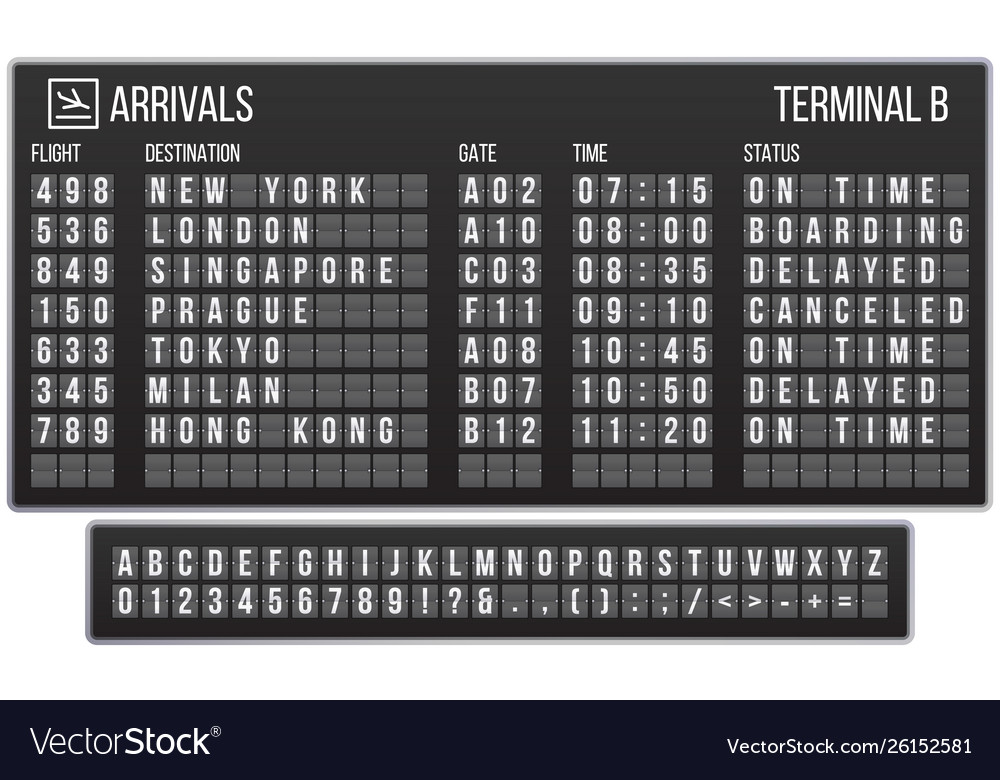 ARRIVALS TERMINAL B
FLIGHT DESTINATION GATE TIME STATUS
498 NEW YORK A02 07:15 ON TIME
536 LONDON A10 08:00 BOARDING
849 SINGAPORE C03 08:35 DELAYED
150 PRAGUE F11 09:10 CANCELED
633 TOKYO A08 10:45 ON TIME
345 MILAN B07 10:50 DELAYED
789 HONG KONG B12 11:20 ON TIME
ABCDEFGHIJKLMNOPQRSTUVWXYZ
0123456789!?&.,():;/<>-+=
VectorStock®
VectorStock.com/26152581